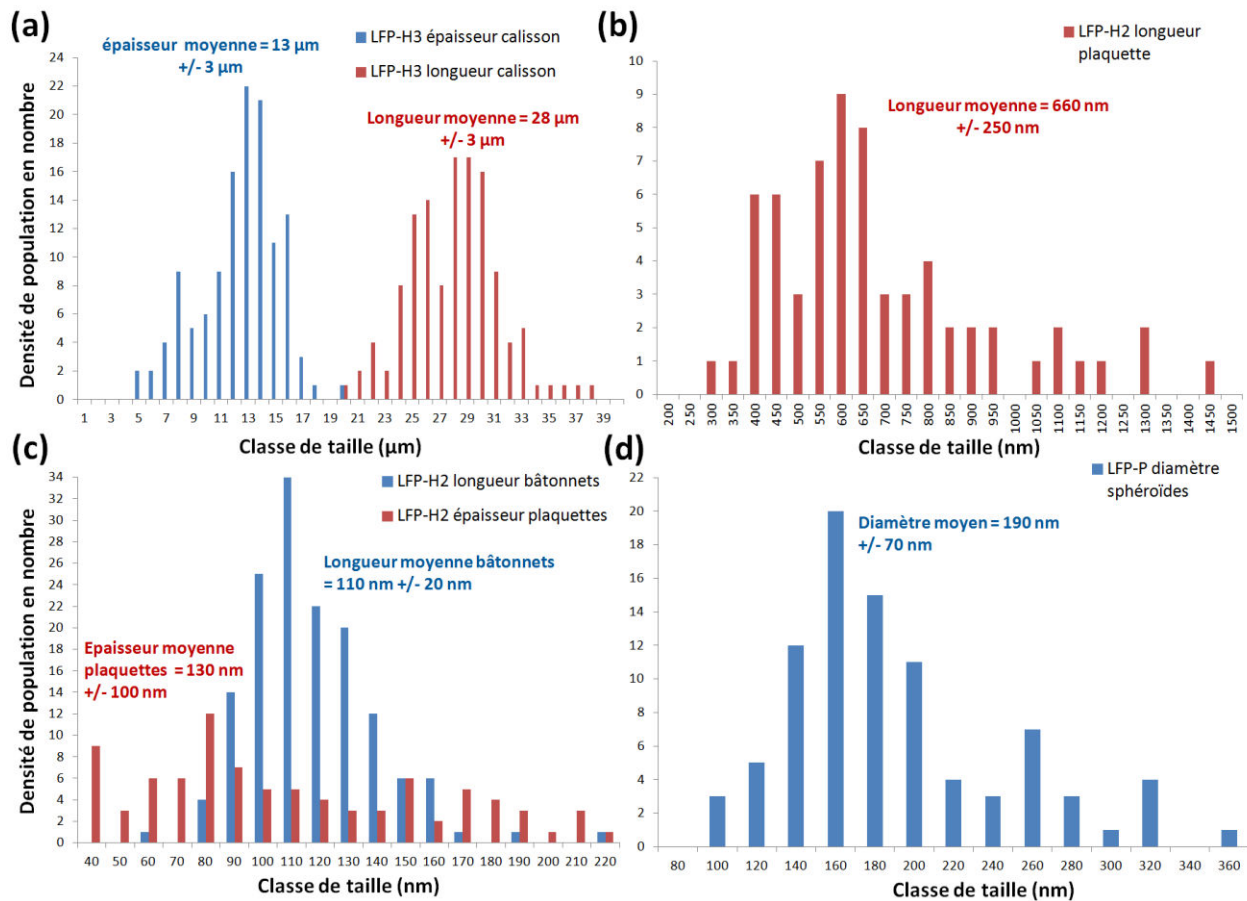 (a)
épaisseur moyenne = 13 µm
+/- 3 µm
LFP-H3 épaisseur calisson
LFP-H3 longueur calisson
Longueur moyenne = 28 µm
+/- 3 µm
Densité de population en nombre
24
22
20
18
16
14
12
10
8
6
4
2
0
1 3 5 7 9 11 13 15 17 19 21 23 25 27 29 31 33 35 37 39
Classe de taille (µm)
(b)
LFP-H2 longueur
plaquette
Longueur moyenne = 660 nm
+/- 250 nm
10
9
8
7
6
5
4
3
2
1
0
200 250 300 350 400 450 500 550 600 650 700 750 800 850 900 950 1000 1050 1100 1150 1200 1250 1300 1350 1400 1450 1500
Classe de taille (nm)
(c)
LFP-H2 longueur bâtonnets
LFP-H2 épaisseur plaquettes
Longueur moyenne bâtonnets
= 110 nm +/- 20 nm
Epaisseur moyenne
plaquettes = 130 nm
+/- 100 nm
Densité de population en nombre
34
32
30
28
26
24
22
20
18
16
14
12
10
8
6
4
2
0
40 50 60 70 80 90 100 110 120 130 140 150 160 170 180 190 200 210 220
Classe de taille (nm)
(d)
LFP-P diamètre
sphéroïdes
Diamètre moyen = 190 nm
+/- 70 nm
22
20
18
16
14
12
10
8
6
4
2
0
80 100 120 140 160 180 200 220 240 260 280 300 320 340 360
Classe de taille (nm)